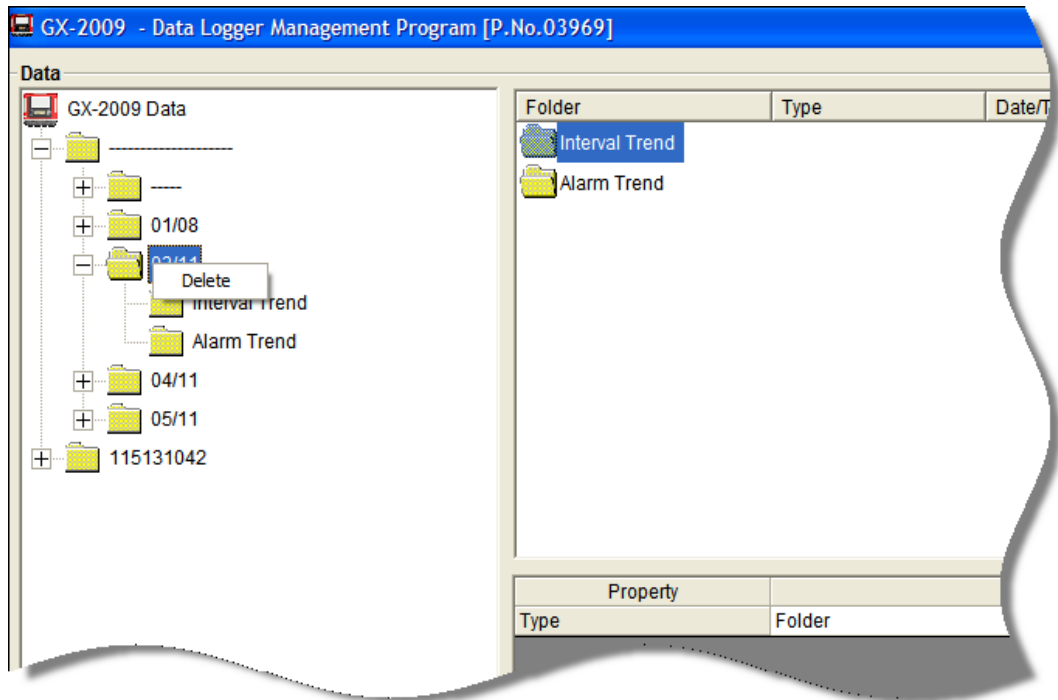 GX-2009 - Data Logger Management Program [P.No.03969]
Data
GX-2009 Data
--------------------
-----
01/08
Delete
Interval Trend
Alarm Trend
04/11
05/11
115131042
Folder Type Date/T
Interval Trend
Alarm Trend
Property
Type Folder